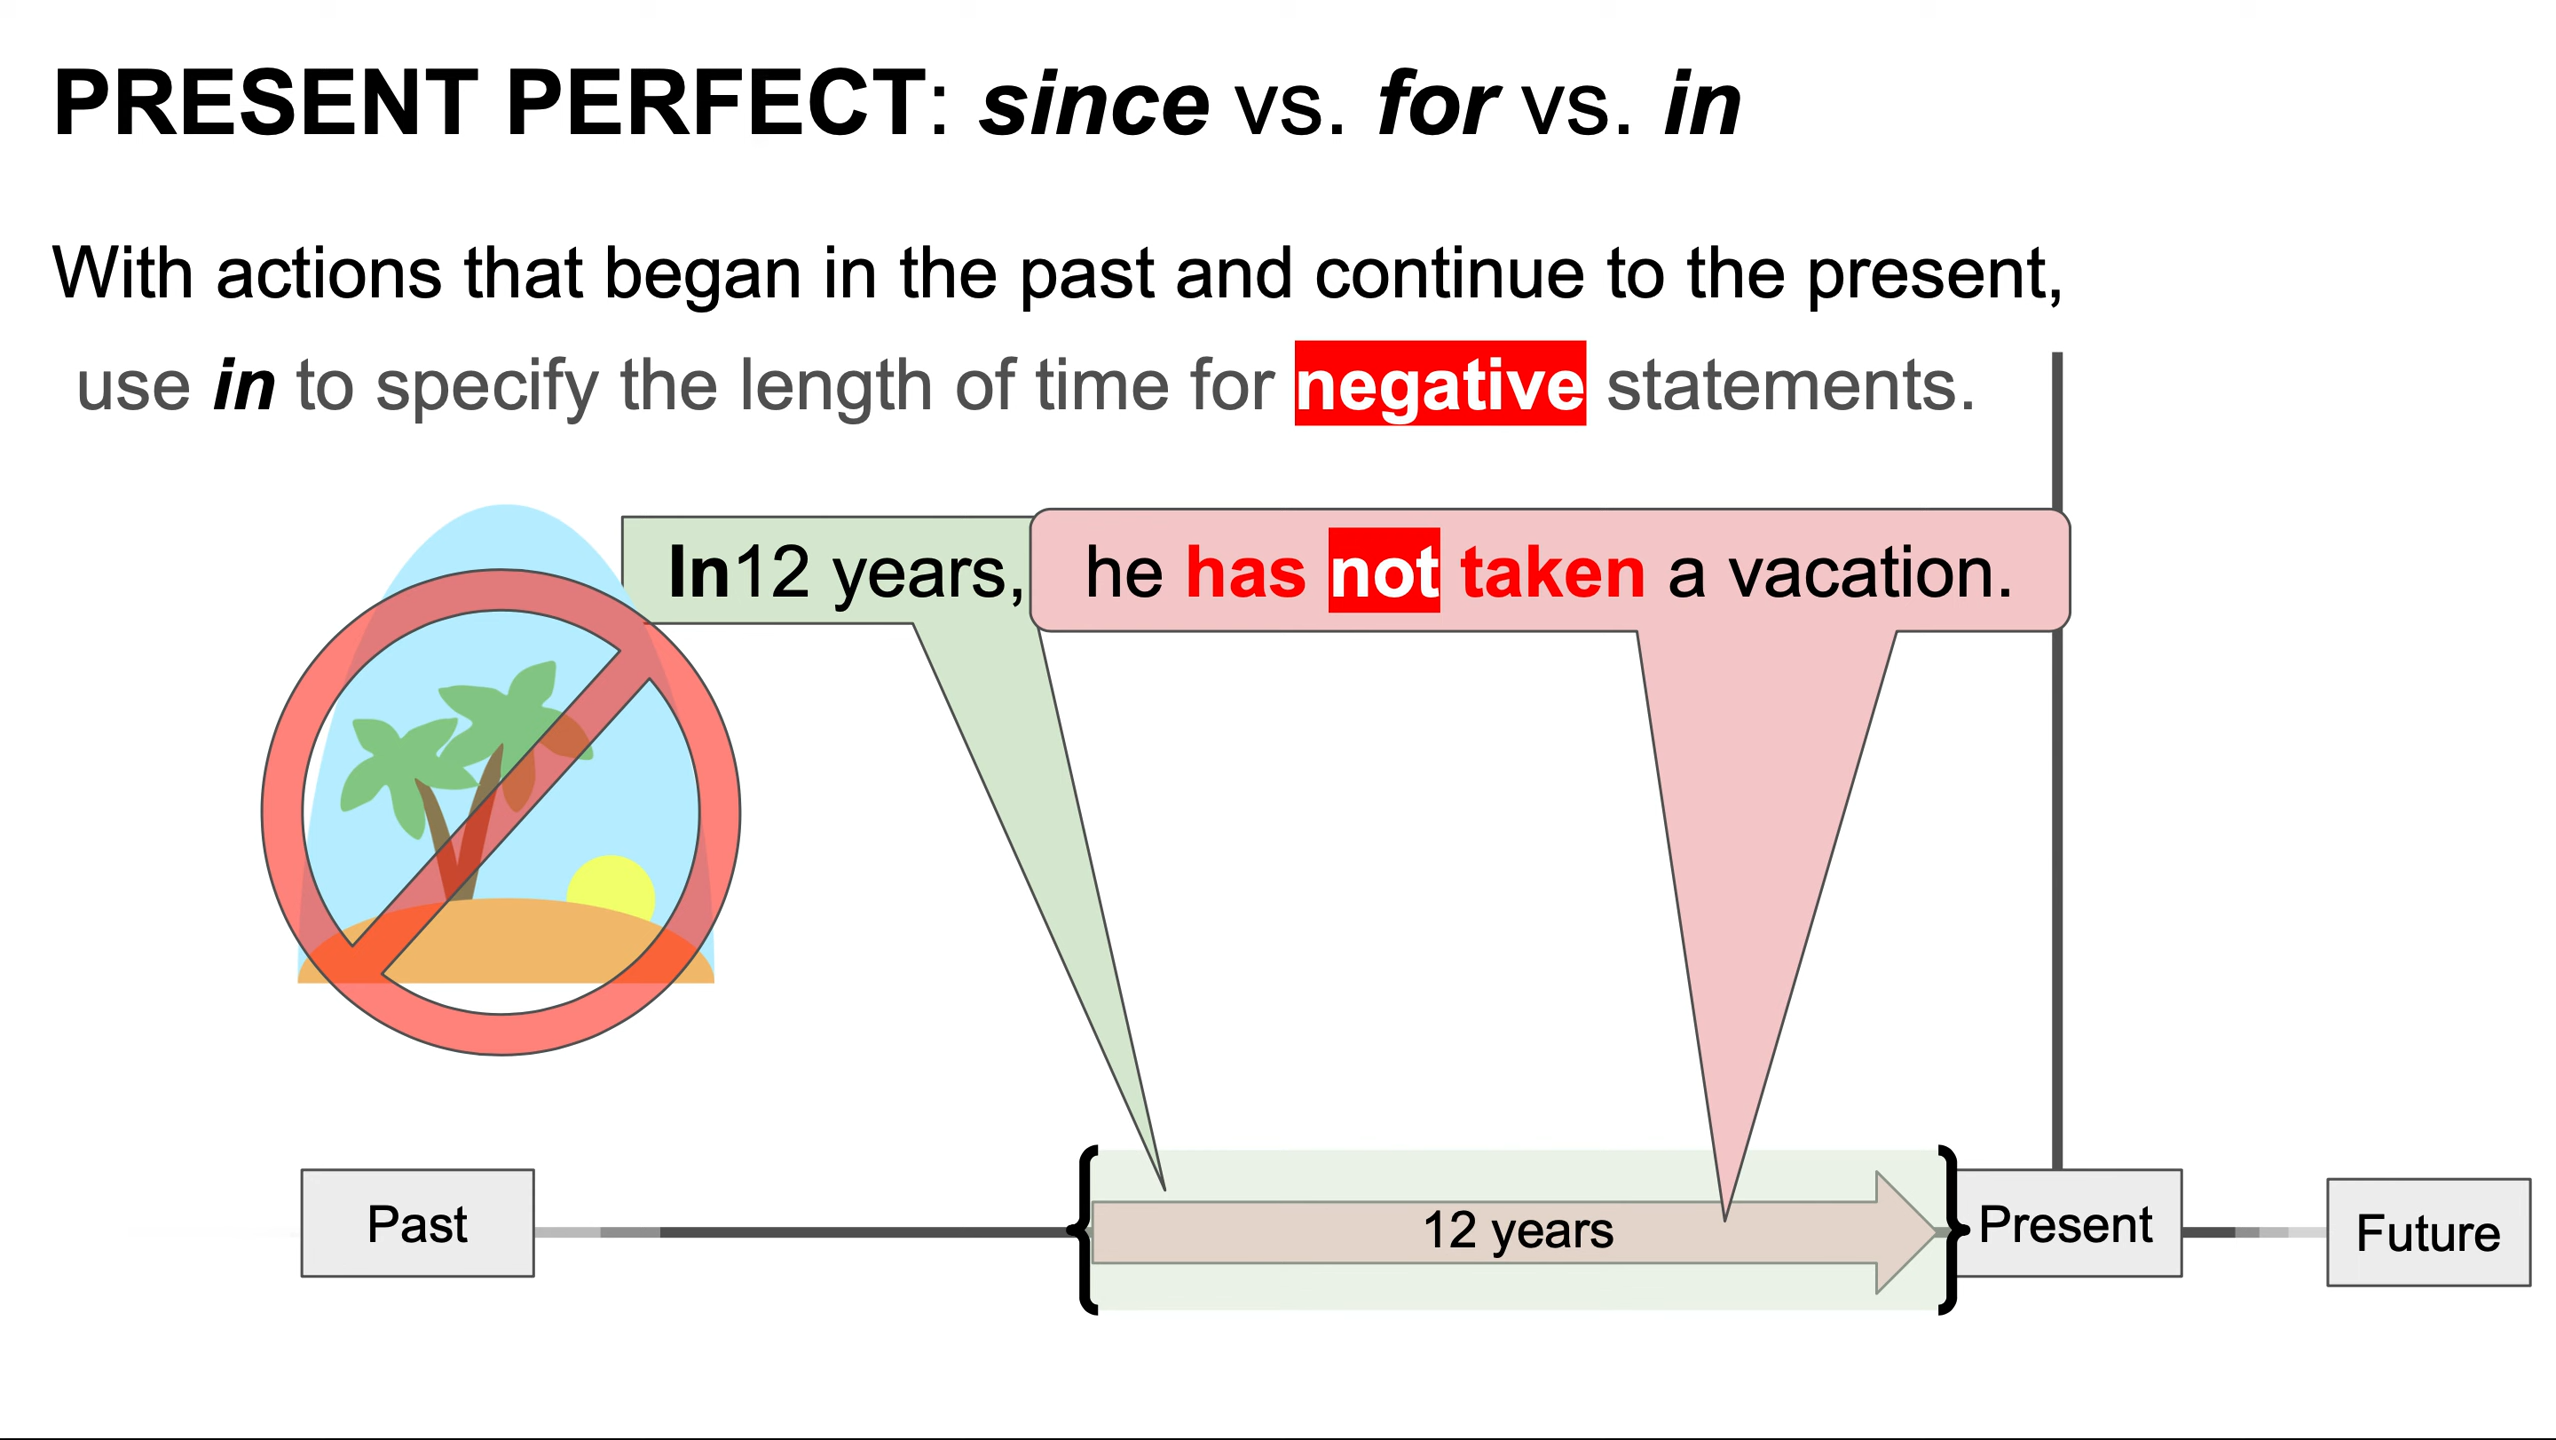 PRESENT PERFECT: since vs. for vs. in
With actions that began in the past and continue to the present,
use in to specify the length of time for negative statements.
In12 years, he has not taken a vacation.
Past
12 years
Present
Future